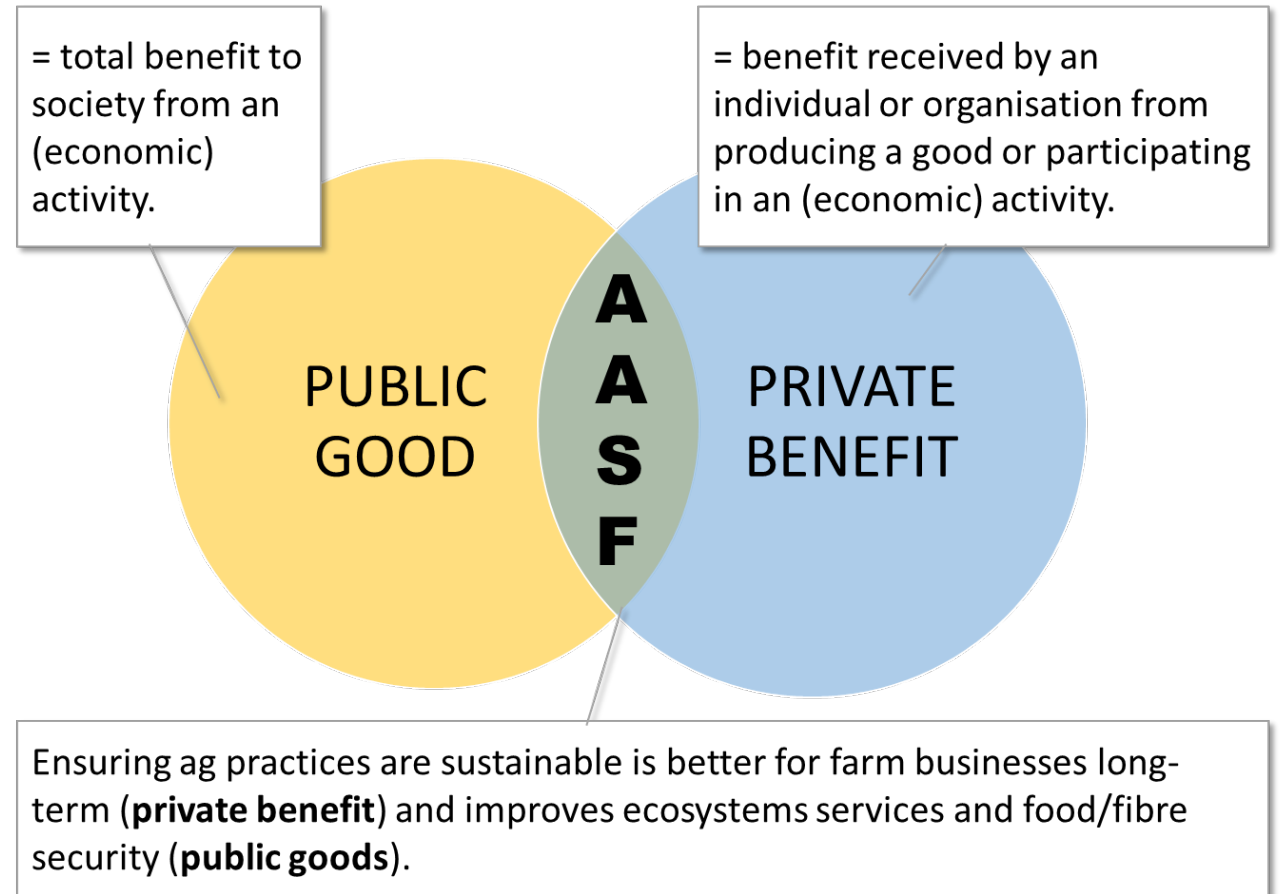 = total benefit to
society from an
(economic)
activity.
= benefit received by an
individual or organisation from
producing a good or participating
in an (economic) activity.
PUBLIC
GOOD
A
A
S
F
PRIVATE
BENEFIT
Ensuring ag practices are sustainable is better for farm businesses long-
term (private benefit) and improves ecosystems services and food/fibre
security (public goods).